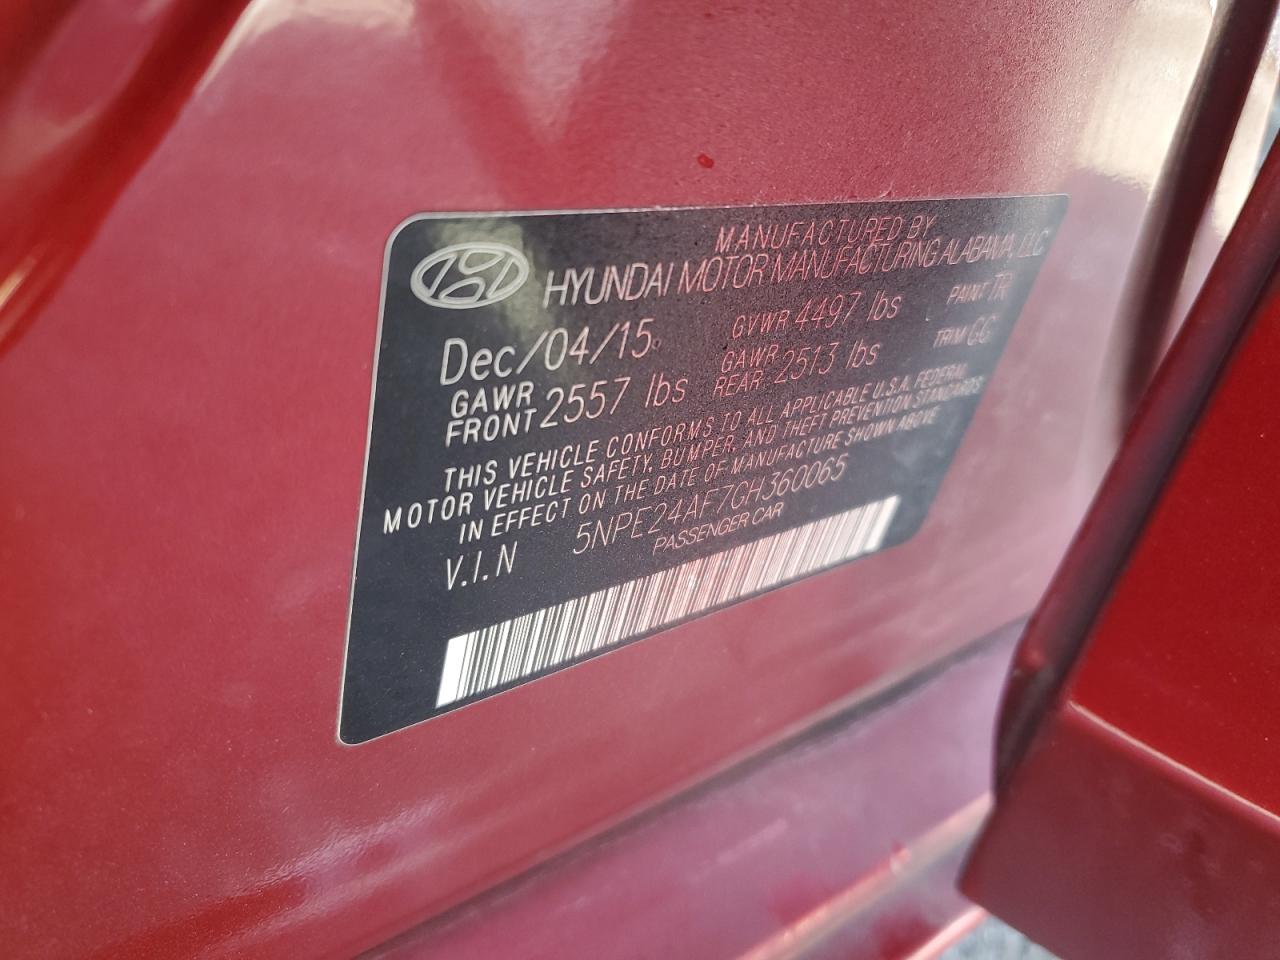 MANUFACTURED BY
HYUNDAI MOTOR MANUFACTURING ALABAMA, LLC
Dec/04/15 GVWR 4497 lbs PAINT TR
GAWR FRONT 2557 lbs GAWR REAR 2513 lbs TRIM GG
THIS VEHICLE CONFORMS TO ALL APPLICABLE U.S.A. FEDERAL
MOTOR VEHICLE SAFETY, BUMPER, AND THEFT PREVENTION STANDARDS
IN EFFECT ON THE DATE OF MANUFACTURE SHOWN ABOVE
V.I.N 5NPE24AF7GH360065
PASSENGER CAR